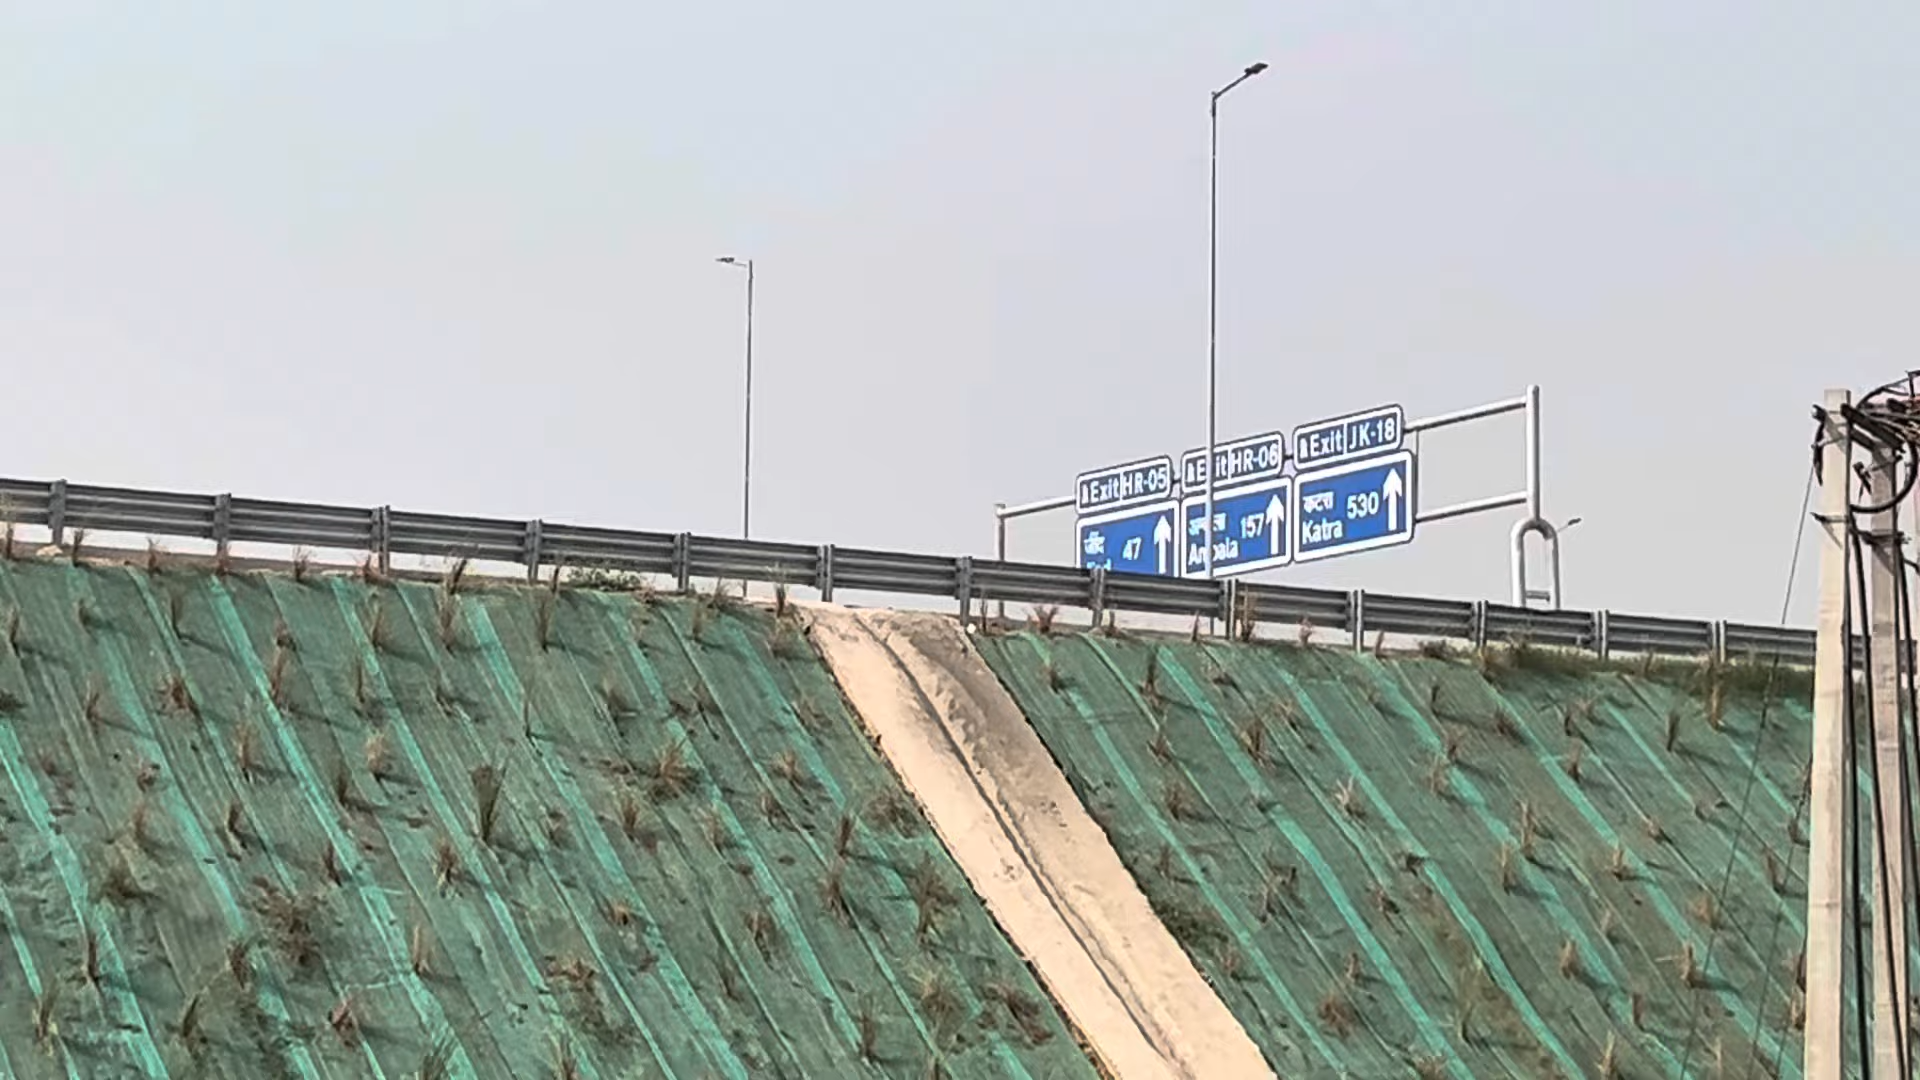 Exit HR-05
Exit HR-06
Exit JK-18
जींद 47
157
Ambala
कटरा 530
Katra